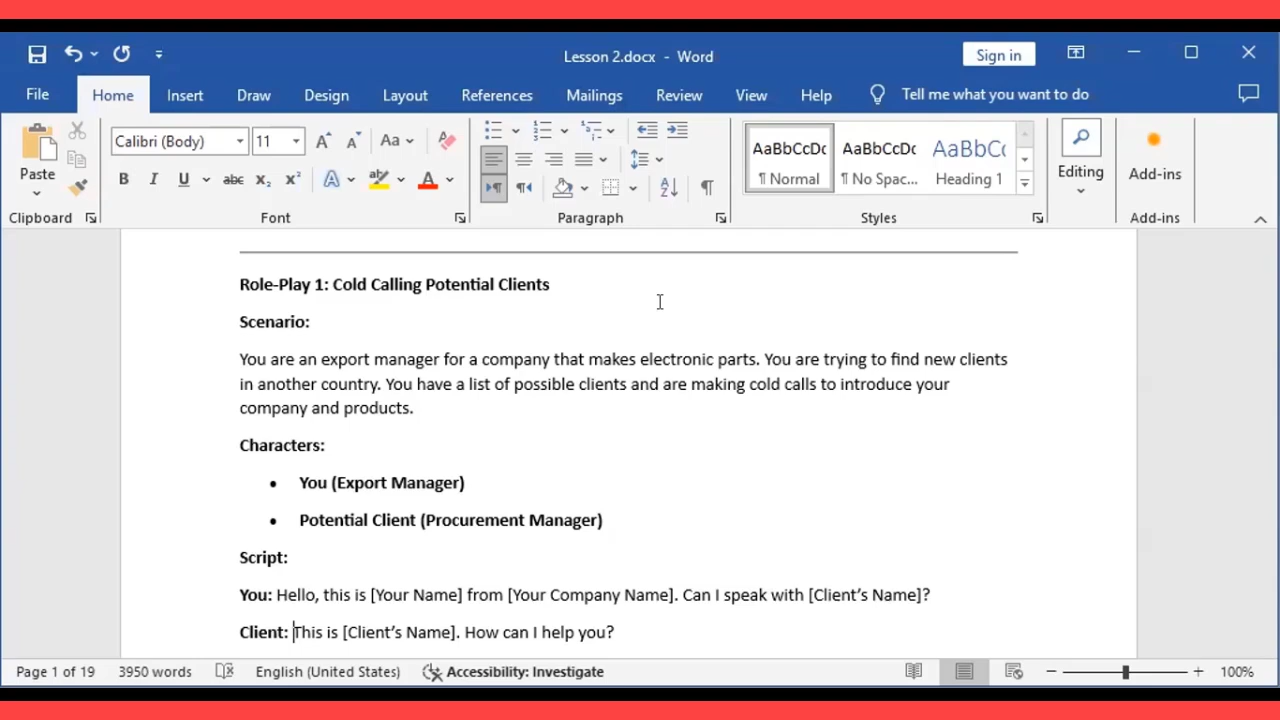 Lesson 2.docx - Word
Sign in
File Home Insert Draw Design Layout References Mailings Review View Help Tell me what you want to do
Paste
Calibri (Body) 11
Aa
B I U abc X₂ X² A ab A
AaBbCcDc AaBbCcDc AaBbC
¶ Normal ¶ No Spac... Heading 1
Editing
Add-ins
Clipboard Font Paragraph Styles Add-ins
Role-Play 1: Cold Calling Potential Clients
Scenario:
You are an export manager for a company that makes electronic parts. You are trying to find new clients
in another country. You have a list of possible clients and are making cold calls to introduce your
company and products.
Characters:
• You (Export Manager)
• Potential Client (Procurement Manager)
Script:
You: Hello, this is [Your Name] from [Your Company Name]. Can I speak with [Client’s Name]?
Client: This is [Client’s Name]. How can I help you?
Page 1 of 19 3950 words English (United States) Accessibility: Investigate 100%